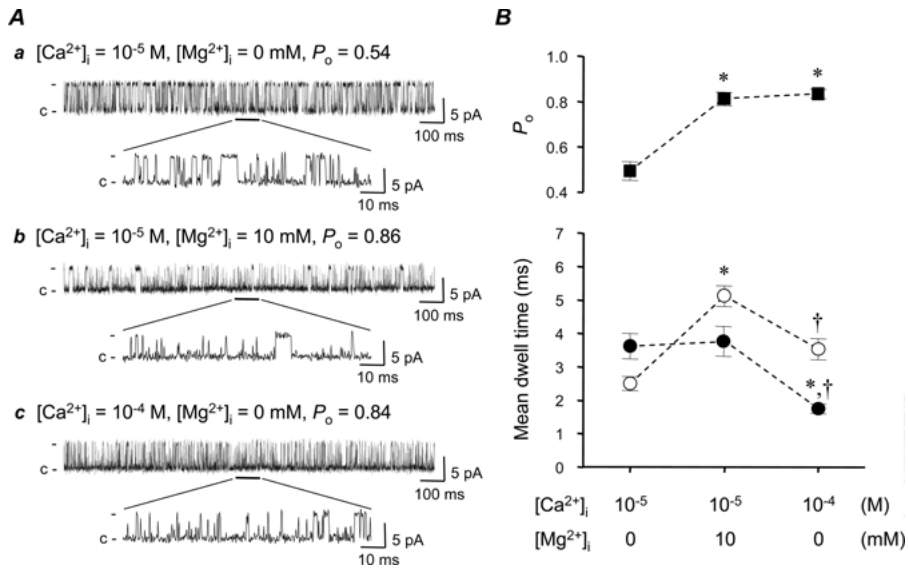 A
a [Ca²⁺]ᵢ = 10⁻⁵ M, [Mg²⁺]ᵢ = 0 mM, Pₒ = 0.54
-
c -
5 pA
100 ms
-
c -
5 pA
10 ms
b [Ca²⁺]ᵢ = 10⁻⁵ M, [Mg²⁺]ᵢ = 10 mM, Pₒ = 0.86
-
c -
5 pA
100 ms
-
c -
5 pA
10 ms
c [Ca²⁺]ᵢ = 10⁻⁴ M, [Mg²⁺]ᵢ = 0 mM, Pₒ = 0.84
-
c -
5 pA
100 ms
-
c -
5 pA
10 ms
B
Pₒ
1.0
0.8
0.6
0.4
* *
Mean dwell time (ms)
7
6
5
4
3
2
1
0
*
†
*,†
[Ca²⁺]ᵢ 10⁻⁵ 10⁻⁵ 10⁻⁴ (M)
[Mg²⁺]ᵢ 0 10 0 (mM)